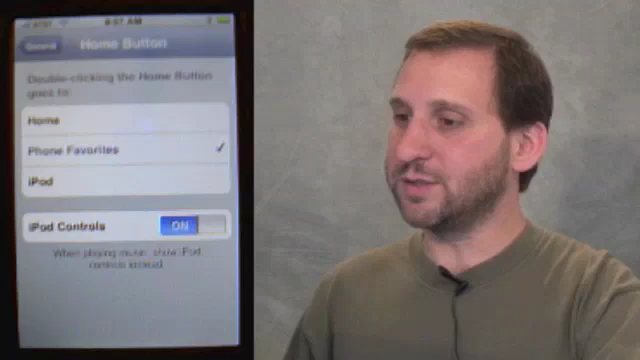 AT&T
9:07 AM
General
Home Button
Double-clicking the Home Button
goes to:
Home
Phone Favorites
iPod
iPod Controls
ON
When playing music, show iPod
controls instead.